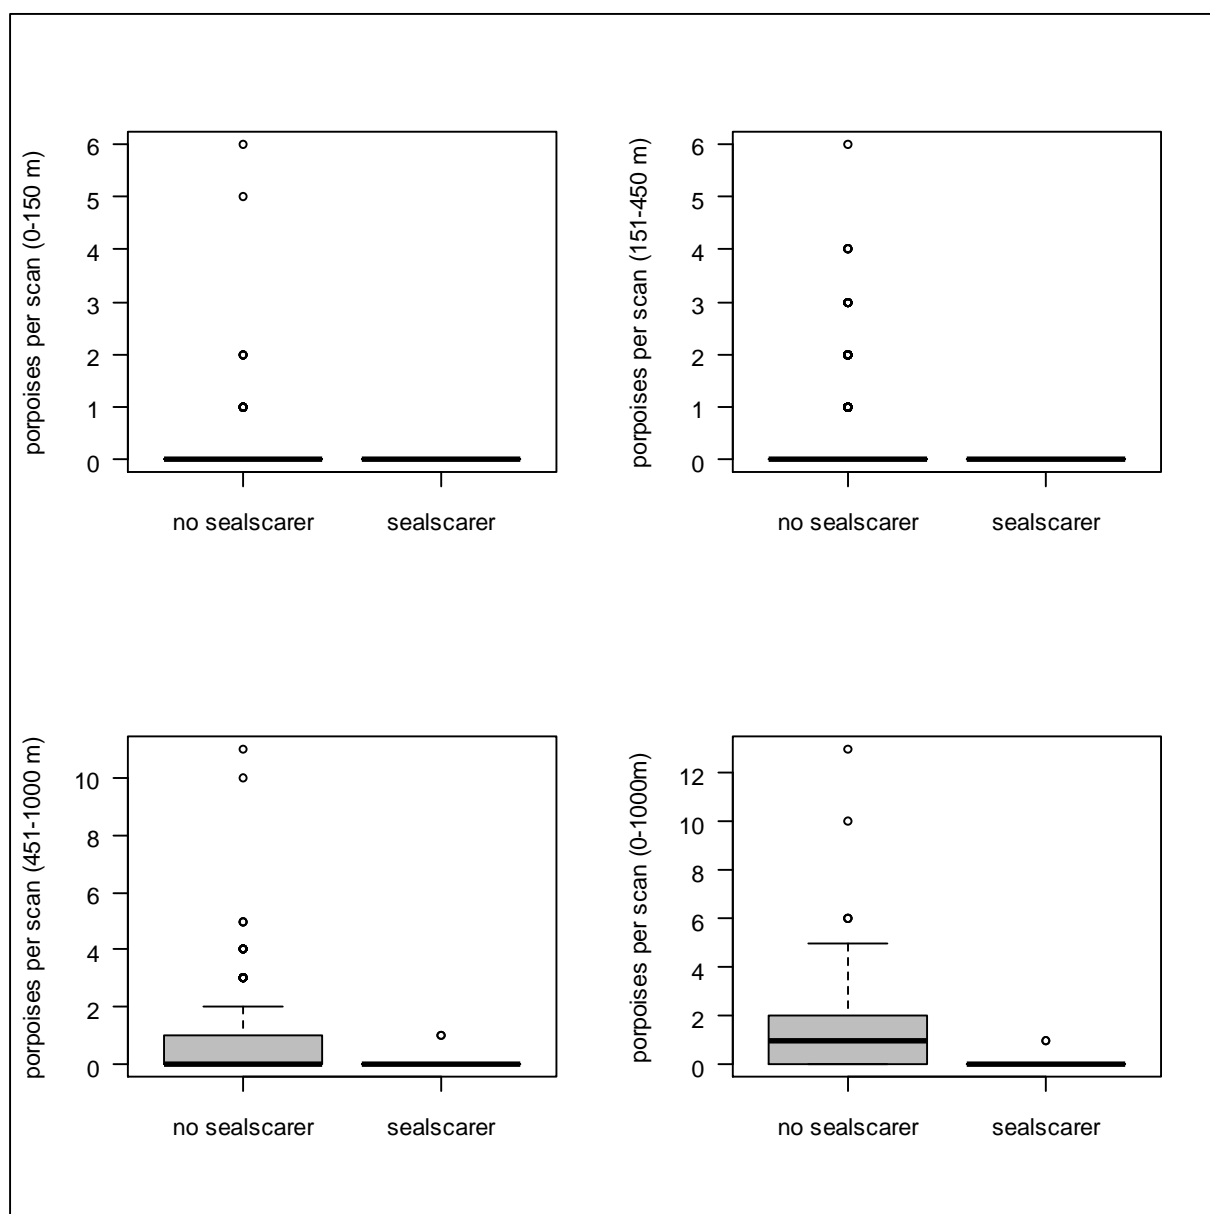 porpoises per scan (0-150 m)
6
5
4
3
2
1
0
no sealscarer
sealscarer
porpoises per scan (151-450 m)
6
5
4
3
2
1
0
no sealscarer
sealscarer
porpoises per scan (451-1000 m)
10
8
6
4
2
0
no sealscarer
sealscarer
porpoises per scan (0-1000m)
12
10
8
6
4
2
0
no sealscarer
sealscarer